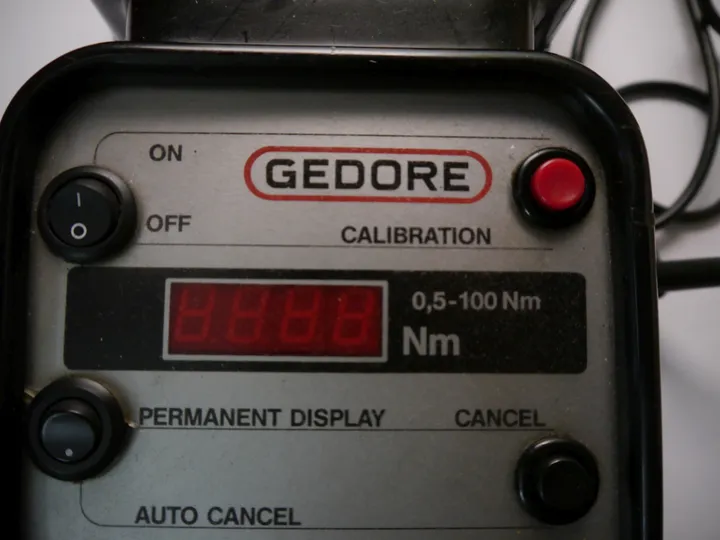 ON
GEDORE
OFF
CALIBRATION
0,5-100 Nm
Nm
PERMANENT DISPLAY
CANCEL
AUTO CANCEL